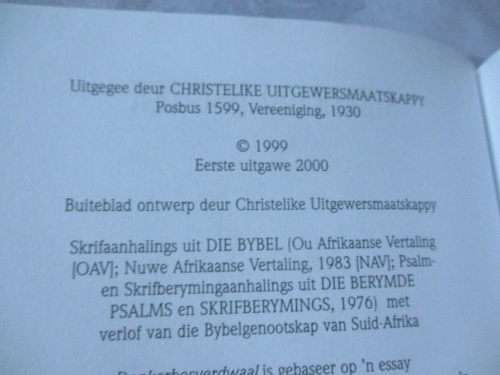 Uitgegee deur CHRISTELIKE UITGEWERSMAATSKAPPY
Posbus 1599, Vereeniging, 1930
© 1999
Eerste uitgawe 2000
Buiteblad ontwerp deur Christelike Uitgewersmaatskappy
Skrifaanhalings uit DIE BYBEL (Ou Afrikaanse Vertaling
[OAV]; Nuwe Afrikaanse Vertaling, 1983 [NAV]; Psalm-
en Skrifberymingaanhalings uit DIE BERYMDE
PSALMS en SKRIFBERYMINGS, 1976) met
verlof van die Bybelgenootskap van Suid-Afrika
is gebaseer op 'n essay